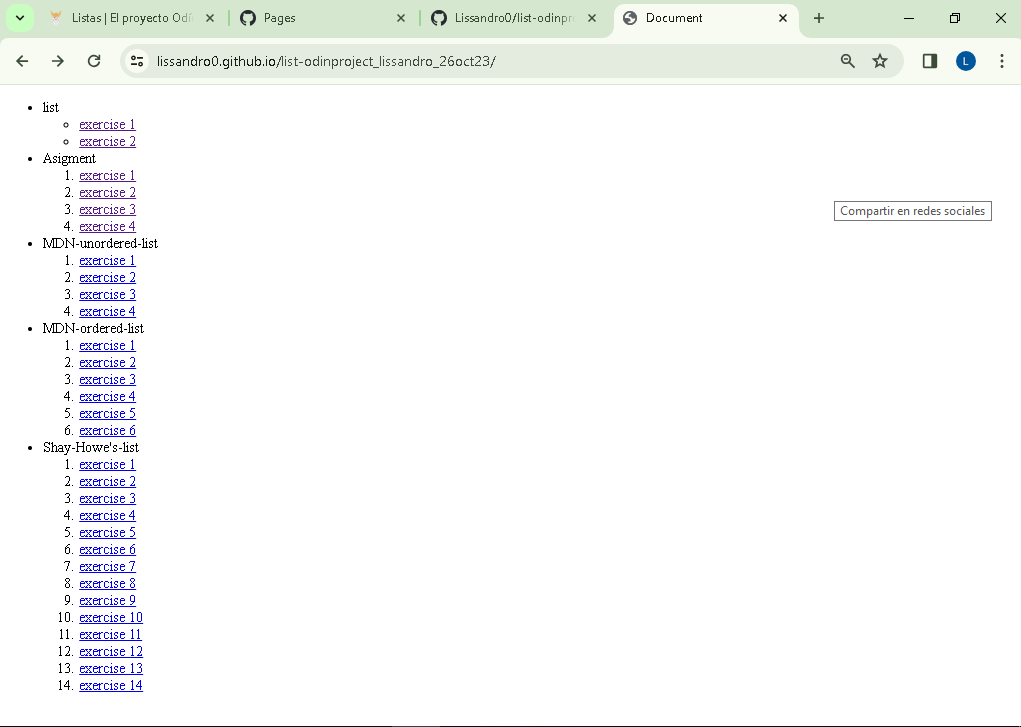 Listas | El proyecto Odi
Pages
Lissandro0/list-odinpro
Document
lissandro0.github.io/list-odinproject_lissandro_26oct23/
L
list
exercise 1
exercise 2
Asigment
1. exercise 1
2. exercise 2
3. exercise 3
4. exercise 4
Compartir en redes sociales
MDN-unordered-list
1. exercise 1
2. exercise 2
3. exercise 3
4. exercise 4
MDN-ordered-list
1. exercise 1
2. exercise 2
3. exercise 3
4. exercise 4
5. exercise 5
6. exercise 6
Shay-Howe's-list
1. exercise 1
2. exercise 2
3. exercise 3
4. exercise 4
5. exercise 5
6. exercise 6
7. exercise 7
8. exercise 8
9. exercise 9
10. exercise 10
11. exercise 11
12. exercise 12
13. exercise 13
14. exercise 14